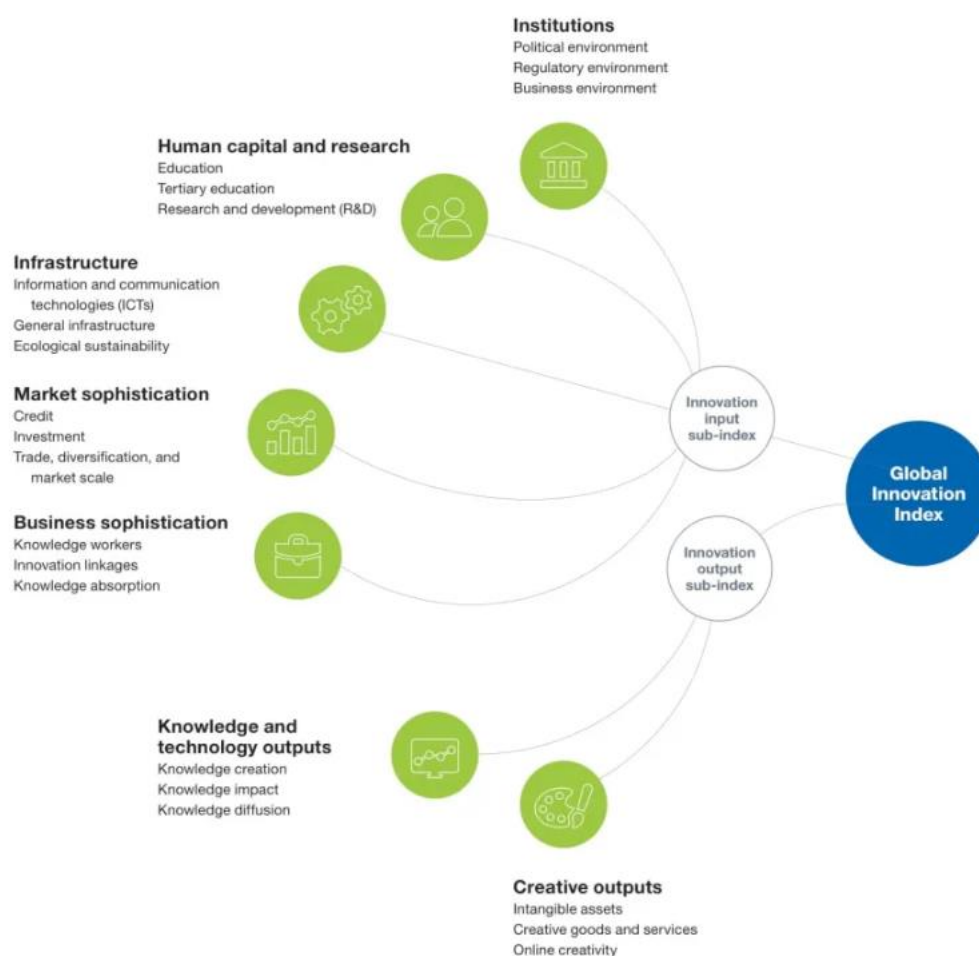 Institutions
Political environment
Regulatory environment
Business environment
Human capital and research
Education
Tertiary education
Research and development (R&D)
Infrastructure
Information and communication
technologies (ICTs)
General infrastructure
Ecological sustainability
Market sophistication
Credit
Investment
Trade, diversification, and
market scale
Business sophistication
Knowledge workers
Innovation linkages
Knowledge absorption
Innovation
input
sub-index
Global
Innovation
Index
Innovation
output
sub-index
Knowledge and
technology outputs
Knowledge creation
Knowledge impact
Knowledge diffusion
Creative outputs
Intangible assets
Creative goods and services
Online creativity